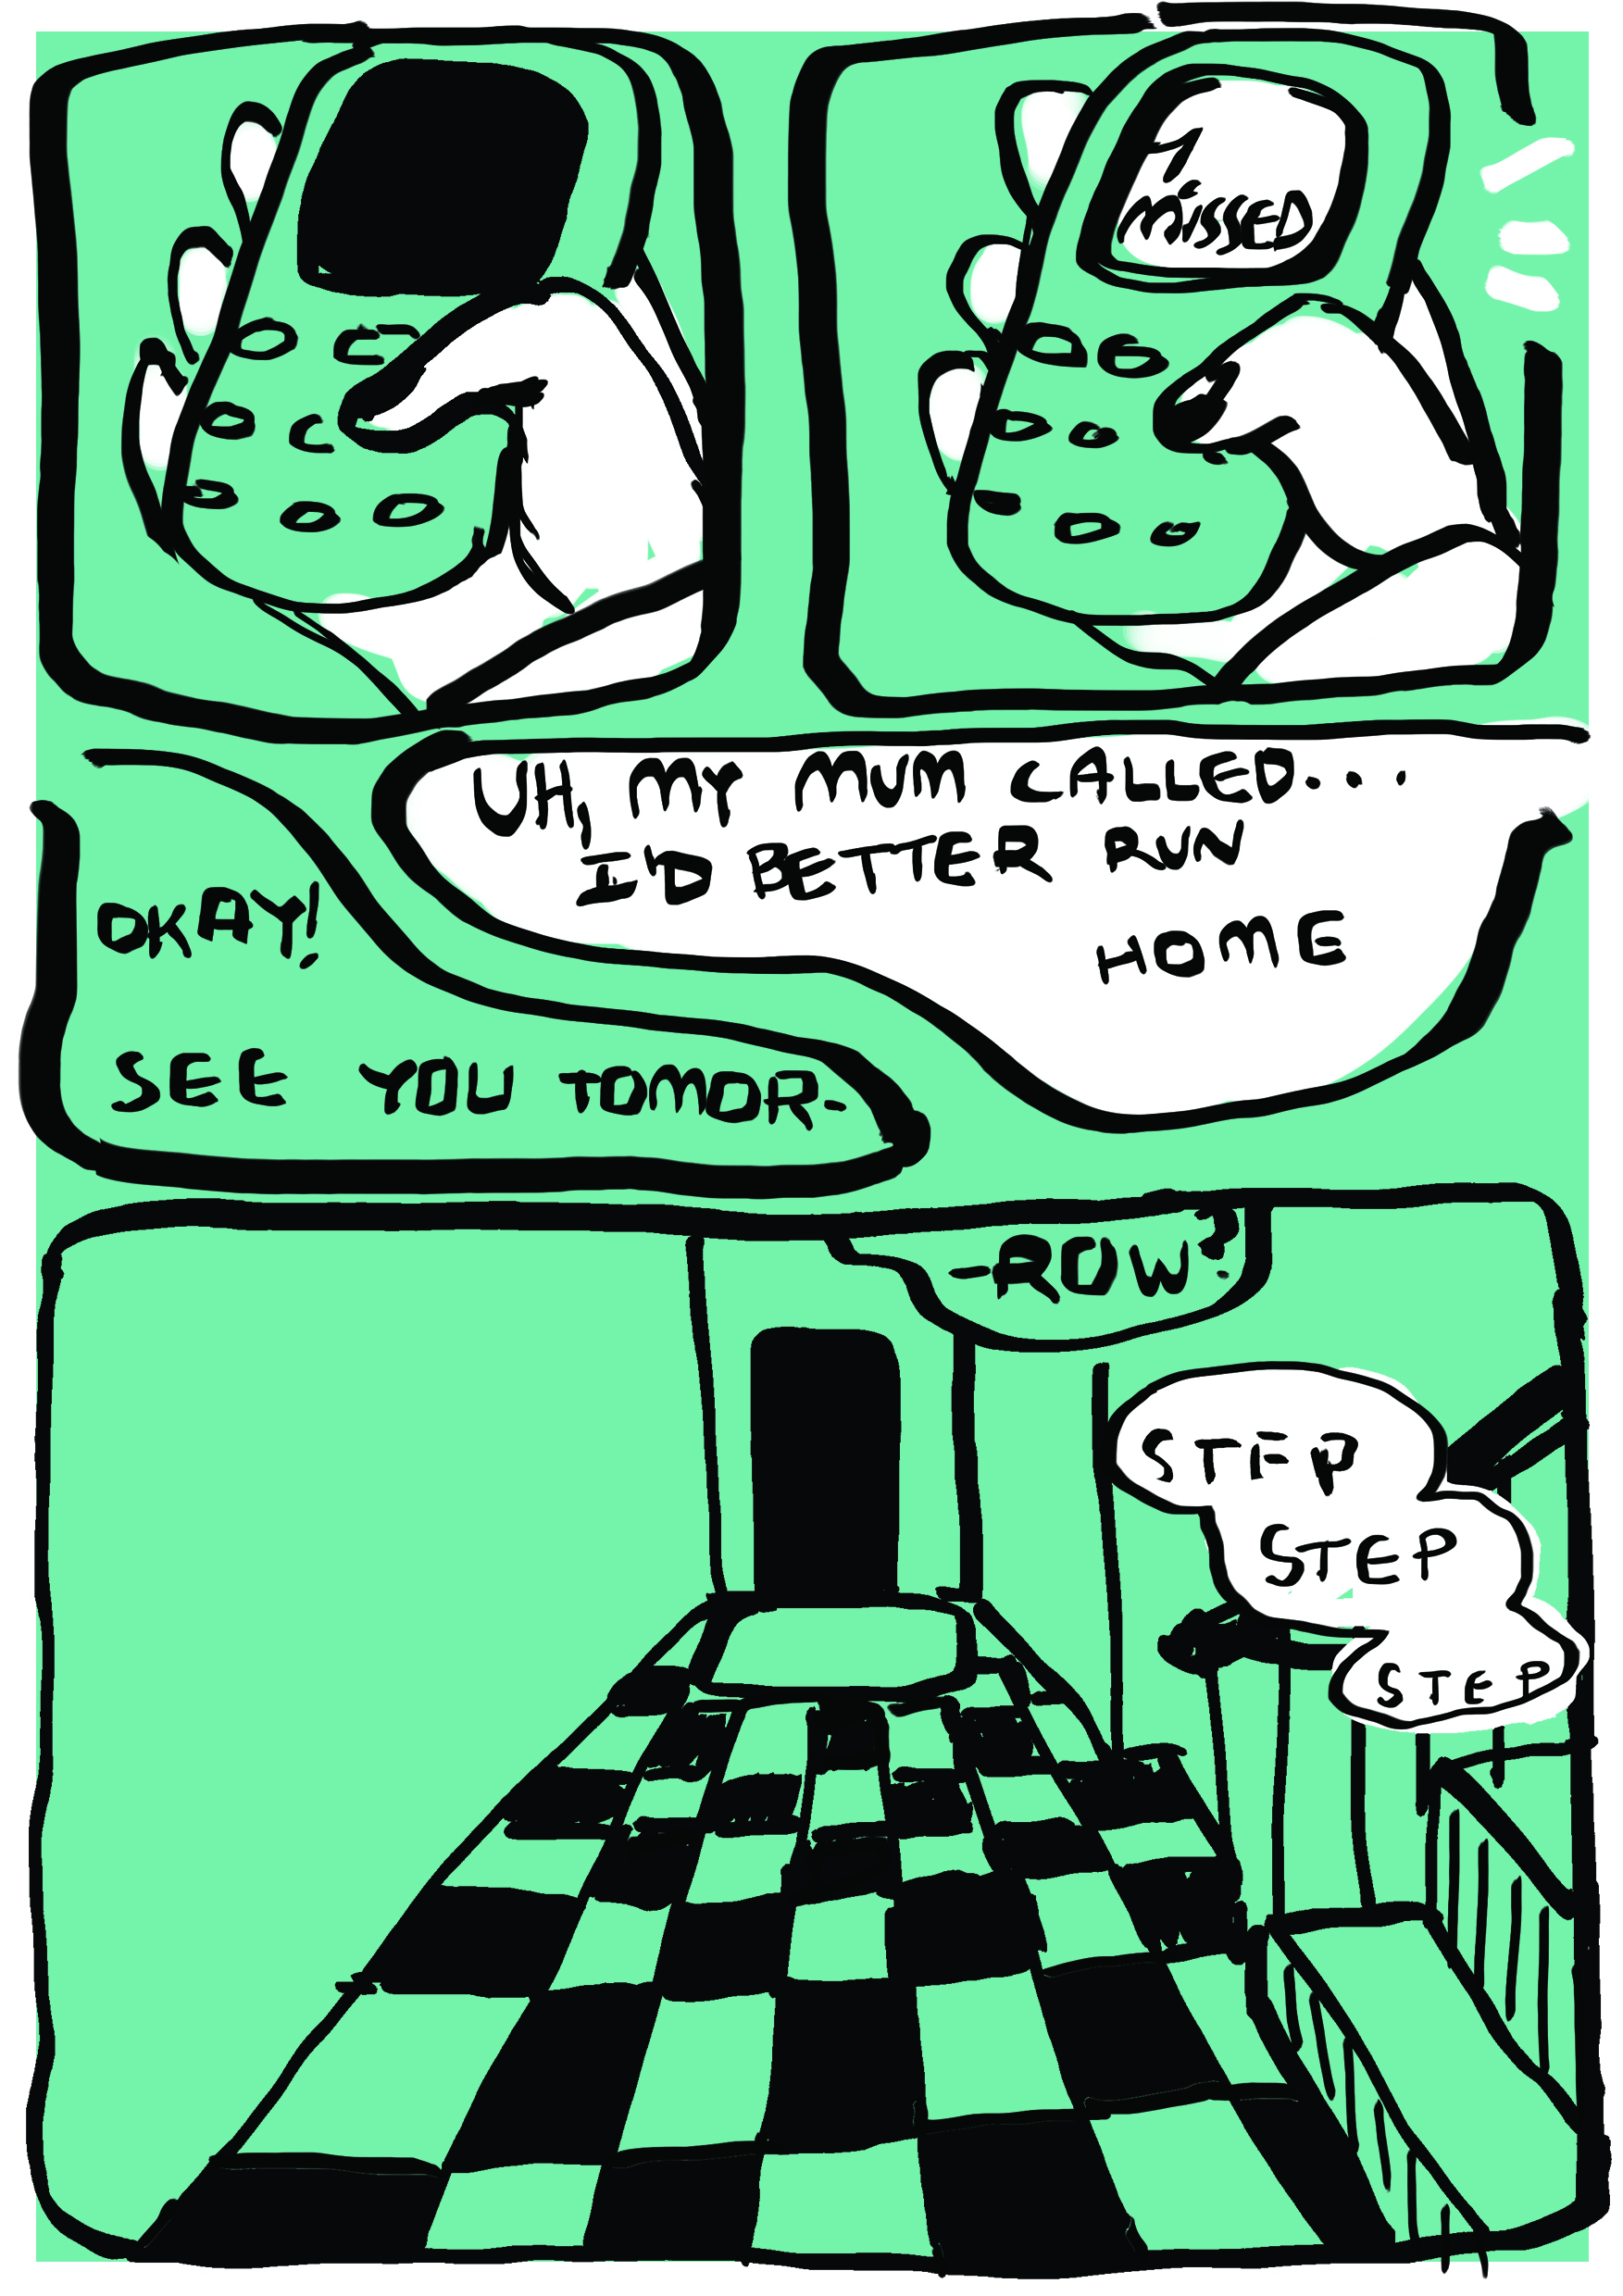 1
MISSED
UH, MY MUM CALLED....
I'D BETTER RUN
HOME
OKAY!
SEE YOU TOMOR-
-ROW?
STEP
STEP
STEP